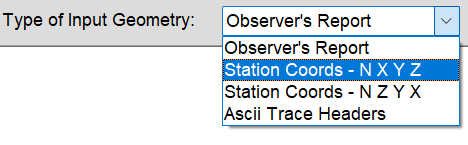 Type of Input Geometry: Observer's Report
Observer's Report
Station Coords - N X Y Z
Station Coords - N Z Y X
Ascii Trace Headers